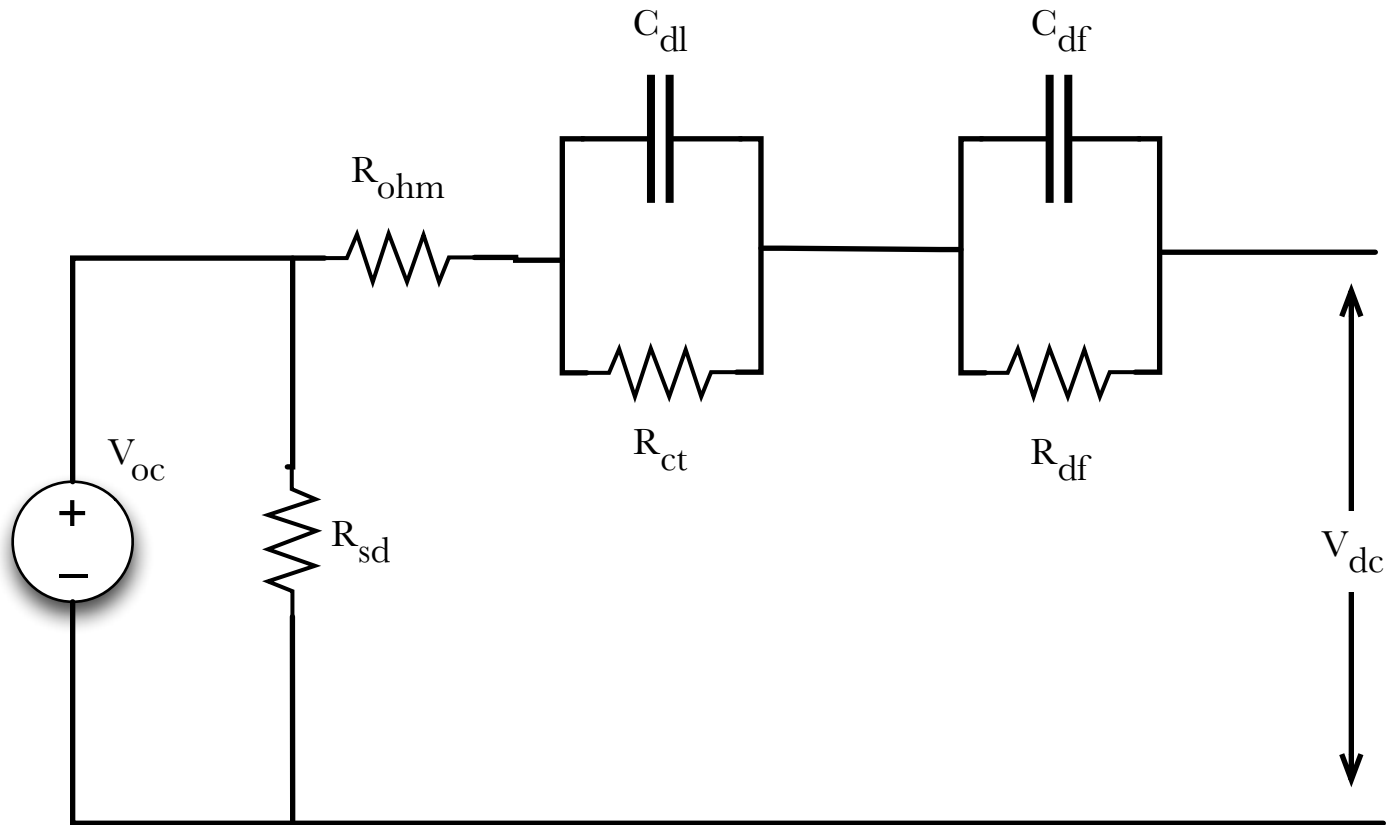 C_dl
C_df
R_ohm
R_ct
R_df
V_oc
+
−
R_sd
V_dc